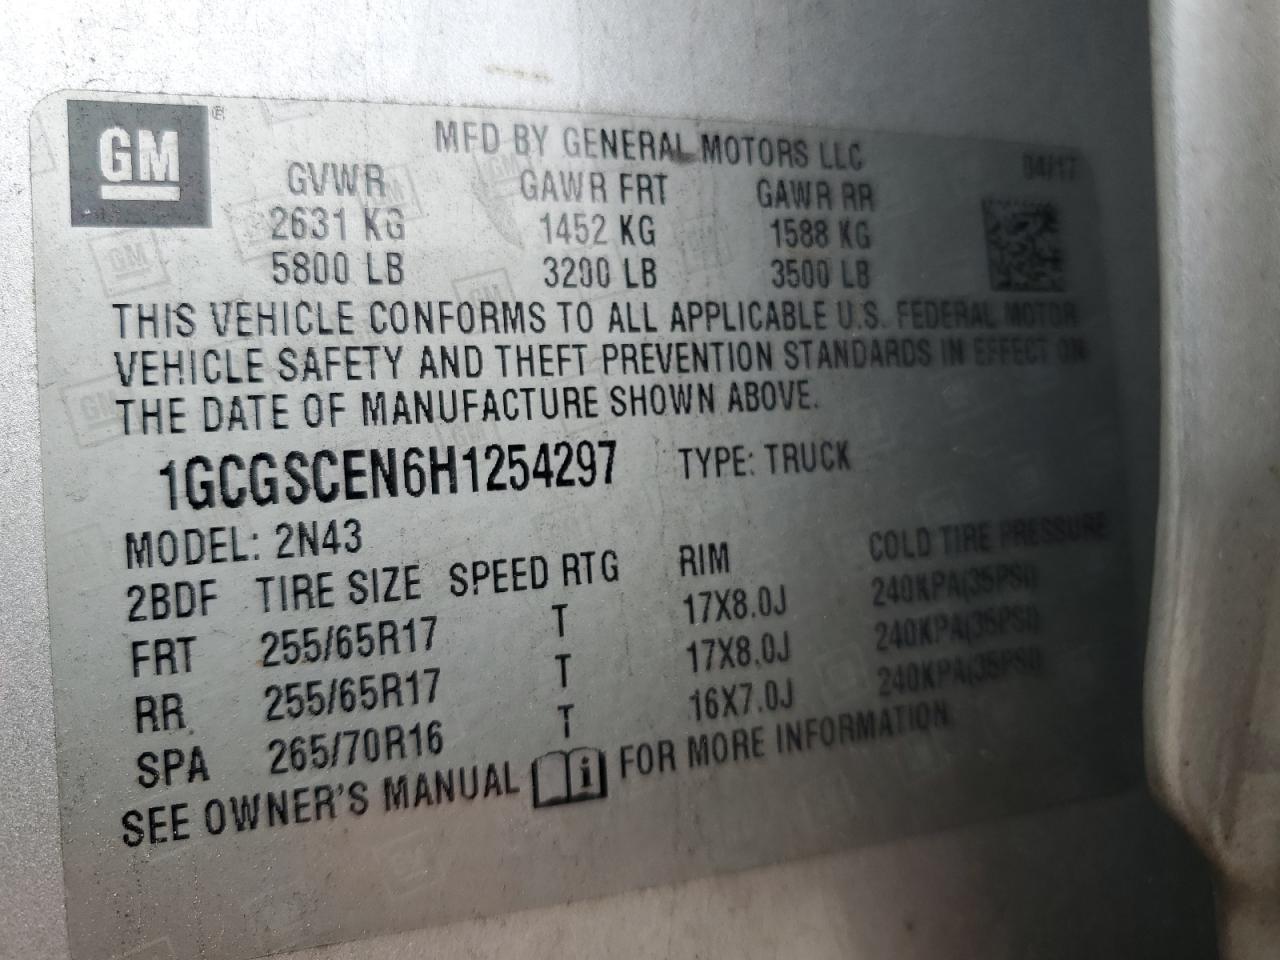 GM ®
MFD BY GENERAL MOTORS LLC
04/17
GVWR GAWR FRT GAWR RR
2631 KG 1452 KG 1588 KG
5800 LB 3200 LB 3500 LB
THIS VEHICLE CONFORMS TO ALL APPLICABLE U.S. FEDERAL MOTOR
VEHICLE SAFETY AND THEFT PREVENTION STANDARDS IN EFFECT ON
THE DATE OF MANUFACTURE SHOWN ABOVE.
1GCGSCEN6H1254297 TYPE: TRUCK
MODEL: 2N43
2BDF TIRE SIZE SPEED RTG RIM COLD TIRE PRESSURE
FRT 255/65R17 T 17X8.0J 240KPA(35PSI)
RR 255/65R17 T 17X8.0J 240KPA(35PSI)
SPA 265/70R16 T 16X7.0J 240KPA(35PSI)
SEE OWNER'S MANUAL i FOR MORE INFORMATION